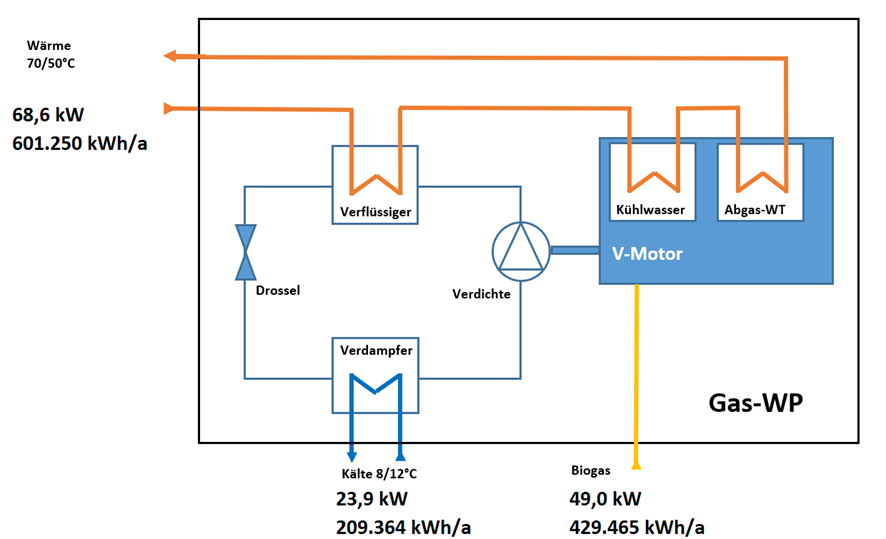 Wärme
70/50°C
68,6 kW
601.250 kWh/a
Verflüssiger
Kühlwasser
Abgas-WT
V-Motor
Drossel
Verdichte
Verdampfer
Gas-WP
Kälte 8/12°C
23,9 kW
209.364 kWh/a
Biogas
49,0 kW
429.465 kWh/a